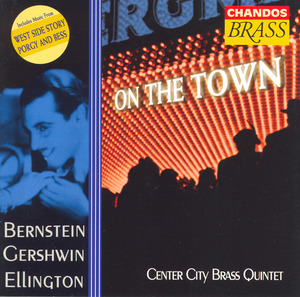 Includes Music From
WEST SIDE STORY
PORGY AND BESS
CHANDOS
BRASS
ON THE TOWN
BERNSTEIN
GERSHWIN
ELLINGTON
CENTER CITY BRASS QUINTET